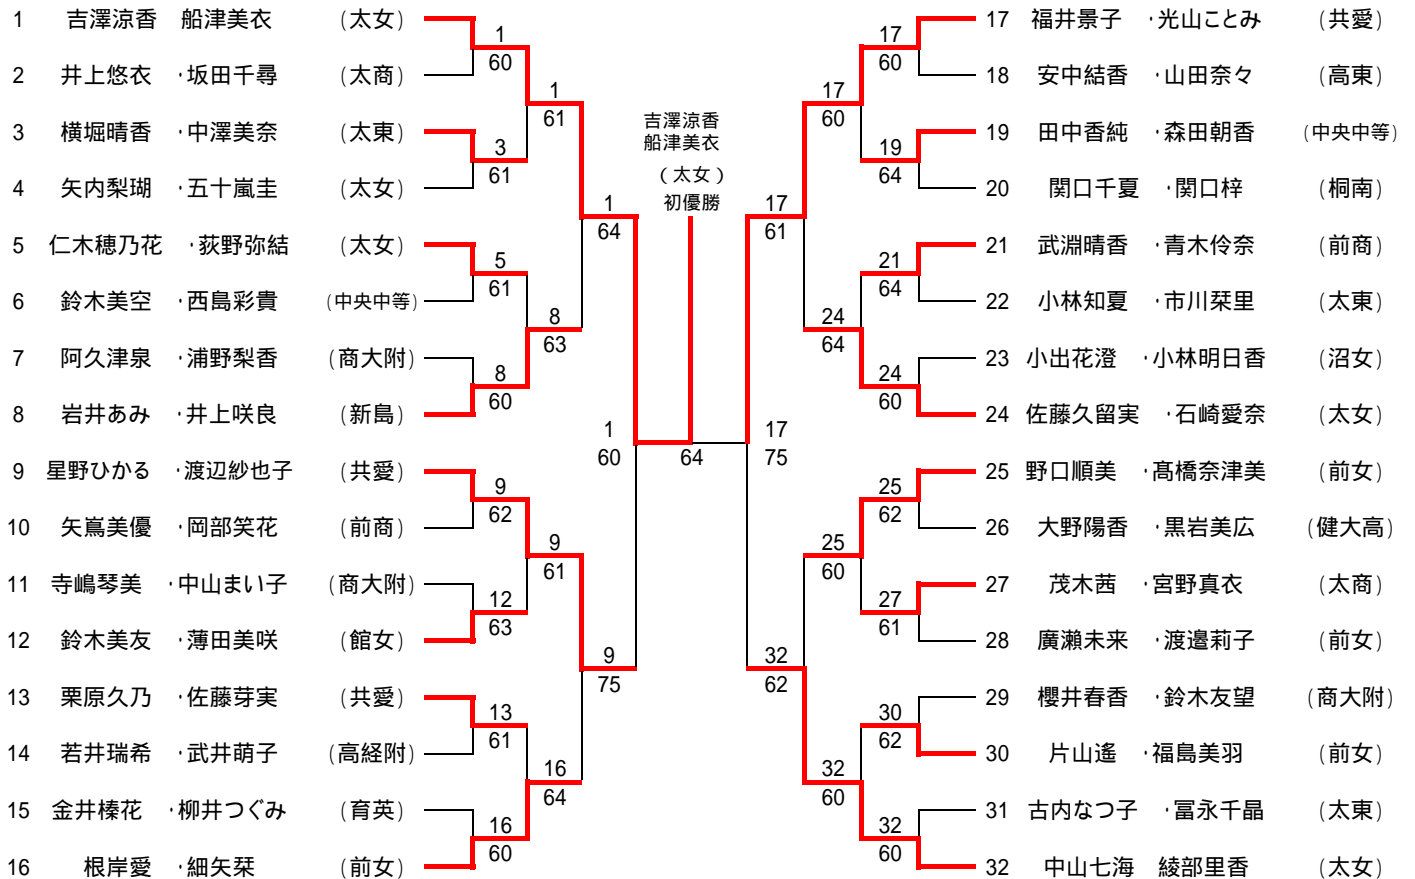 1 吉澤涼香 船津美衣 (太女)
2 井上悠衣 ・坂田千尋 (太商)
3 横堀晴香 ・中澤美奈 (太東)
4 矢内梨瑚 ・五十嵐圭 (太女)
5 仁木穂乃花 ・荻野弥結 (太女)
6 鈴木美空 ・西島彩貴 (中央中等)
7 阿久津泉 ・浦野梨香 (商大附)
8 岩井あみ ・井上咲良 (新島)
9 星野ひかる ・渡辺紗也子 (共愛)
10 矢嶌美優 ・岡部笑花 (前商)
11 寺嶋琴美 ・中山まい子 (商大附)
12 鈴木美友 ・薄田美咲 (館女)
13 栗原久乃 ・佐藤芽実 (共愛)
14 若井瑞希 ・武井萌子 (高経附)
15 金井榛花 ・柳井つぐみ (育英)
16 根岸愛 ・細矢栞 (前女)
1
60
3
61
5
61
8
60
9
62
12
63
13
61
16
60
1
61
8
63
9
61
16
64
1
64
9
75
1
60
吉澤涼香
船津美衣
(太女)
初優勝
64
17
75
17
61
32
62
17
60
24
64
25
60
32
60
17
60
19
64
21
64
24
60
25
62
27
61
30
62
32
60
17 福井景子 ・光山ことみ (共愛)
18 安中結香 ・山田奈々 (高東)
19 田中香純 ・森田朝香 (中央中等)
20 関口千夏 ・関口梓 (桐南)
21 武淵晴香 ・青木伶奈 (前商)
22 小林知夏 ・市川栞里 (太東)
23 小出花澄 ・小林明日香 (沼女)
24 佐藤久留実 ・石崎愛奈 (太女)
25 野口順美 ・髙橋奈津美 (前女)
26 大野陽香 ・黒岩美広 (健大高)
27 茂木茜 ・宮野真衣 (太商)
28 廣瀬未来 ・渡邉莉子 (前女)
29 櫻井春香 ・鈴木友望 (商大附)
30 片山遙 ・福島美羽 (前女)
31 古内なつ子 ・冨永千晶 (太東)
32 中山七海 綾部里香 (太女)